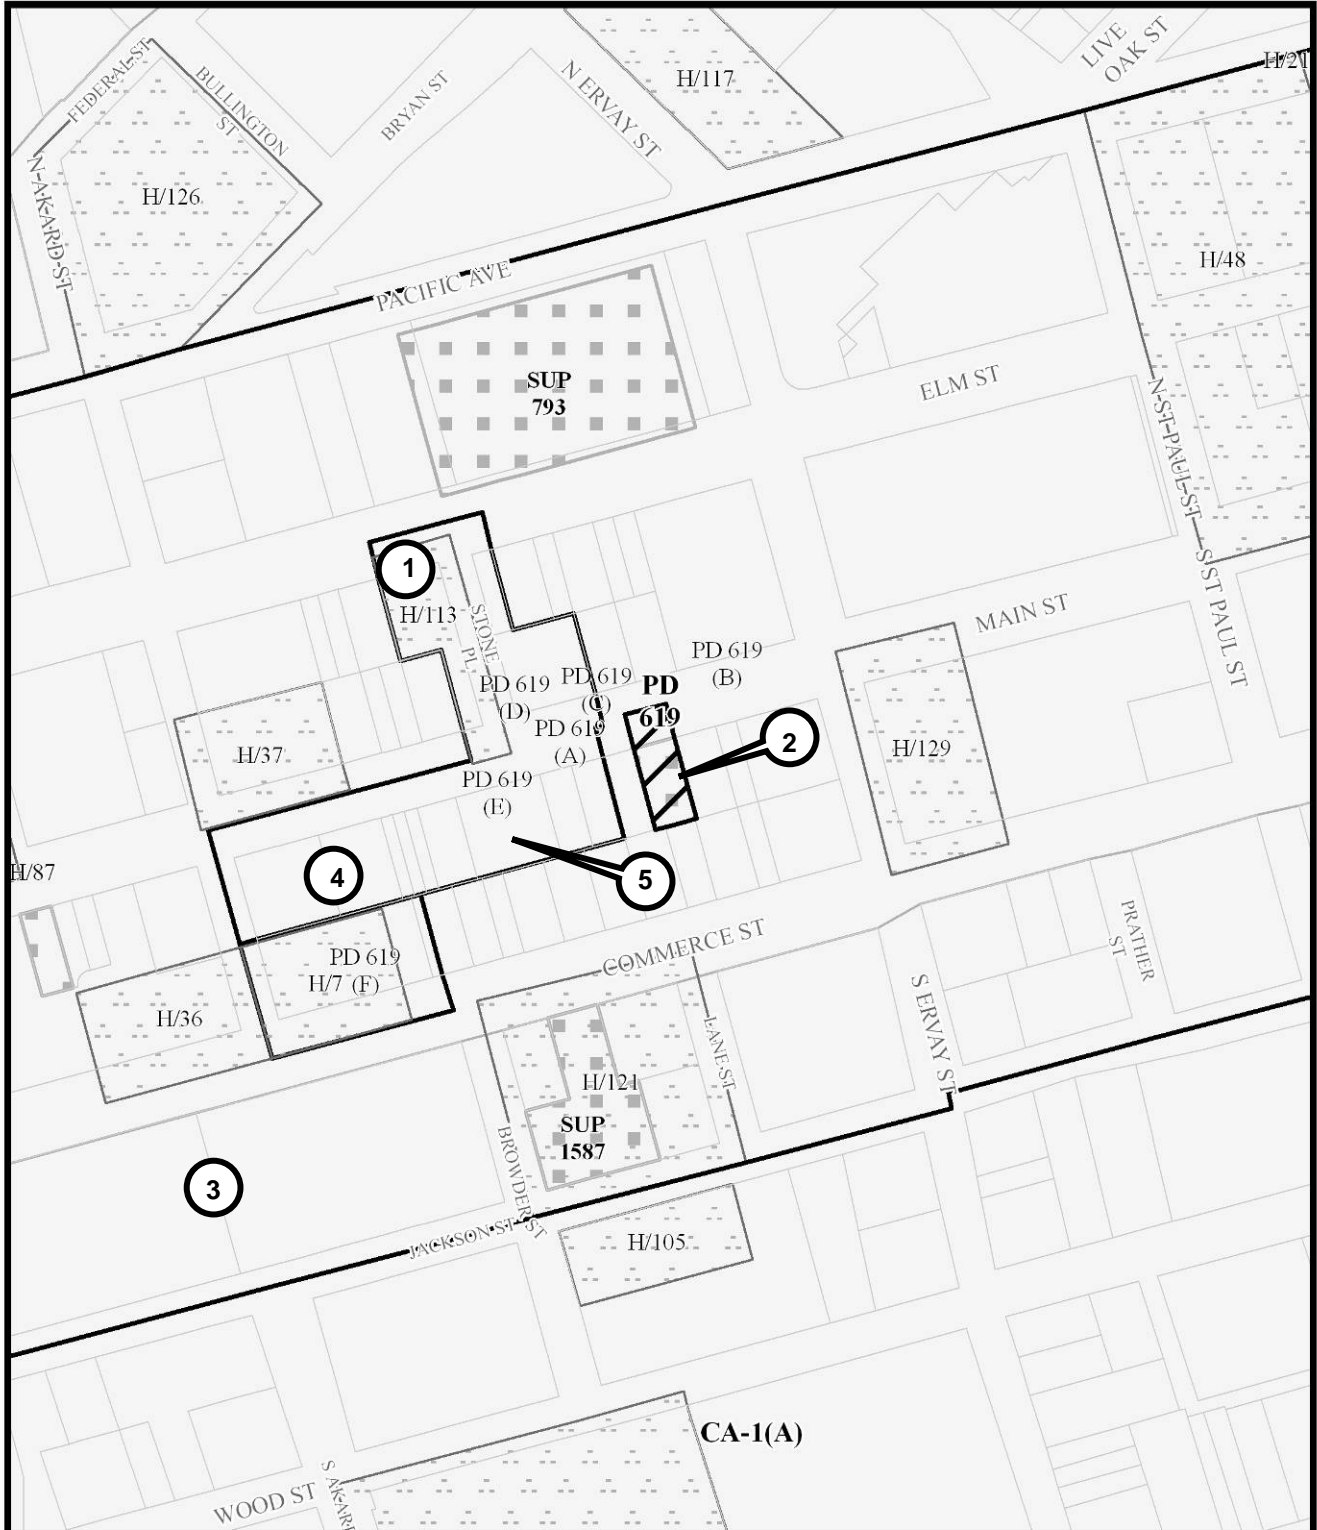 LIVE
OAK ST
H/21
H/117
FEDERAL ST
BULLINGTON
ST
BRYAN ST
N ERVAY ST
N AKARD ST
H/126
H/48
PACIFIC AVE
SUP
793
ELM ST
N ST PAUL ST
1
H/113
STONE
PL
MAIN ST
S ST PAUL ST
PD 619
(B)
PD 619
(C)
PD 619
(D)
PD
619
PD 619
(A)
2
H/37
H/129
PD 619
(E)
H/87
4
5
PRATHER
ST
COMMERCE ST
PD 619
H/7 (F)
H/36
S ERVAY ST
LANE ST
H/121
SUP
1587
BROWDER ST
3
JACKSON ST
H/105
CA-1(A)
WOOD ST
S AKARD